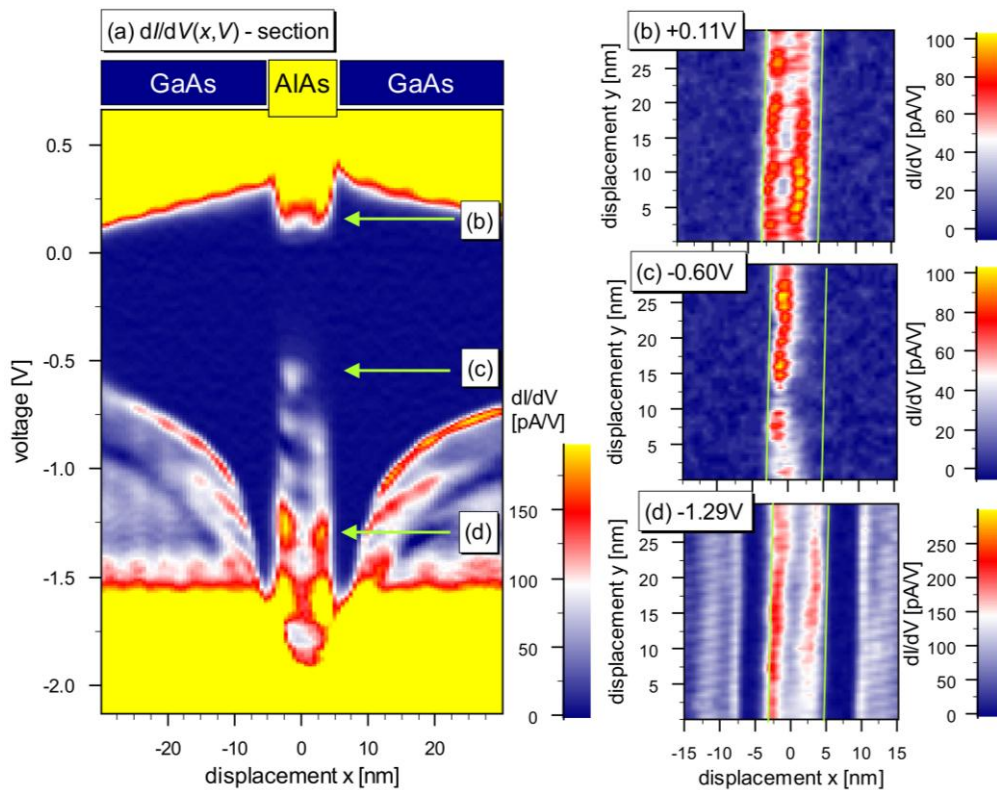 (a) dI/dV(x,V) - section
GaAs AlAs GaAs
0.5
0.0
-0.5
-1.0
-1.5
-2.0
voltage [V]
-20 -10 0 10 20
displacement x [nm]
(b)
(c)
(d)
dI/dV
[pA/V]
150
100
50
0
(b) +0.11V
displacement y [nm]
25
20
15
10
5
dI/dV [pA/V]
100
80
60
40
20
0
(c) -0.60V
displacement y [nm]
25
20
15
10
5
dI/dV [pA/V]
100
80
60
40
20
0
(d) -1.29V
displacement y [nm]
25
20
15
10
5
-15 -10 -5 0 5 10 15
displacement x [nm]
dI/dV [pA/V]
250
200
150
100
50
0